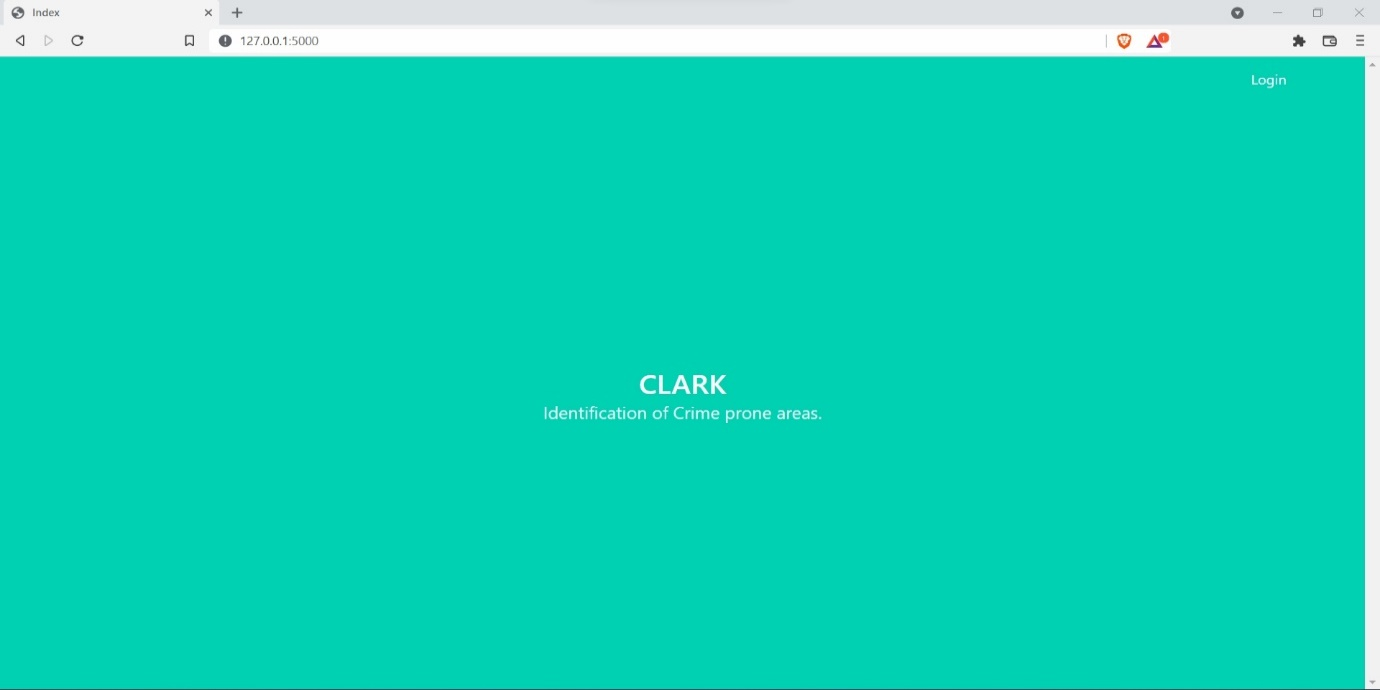 Index
127.0.0.1:5000
Login
CLARK
Identification of Crime prone areas.